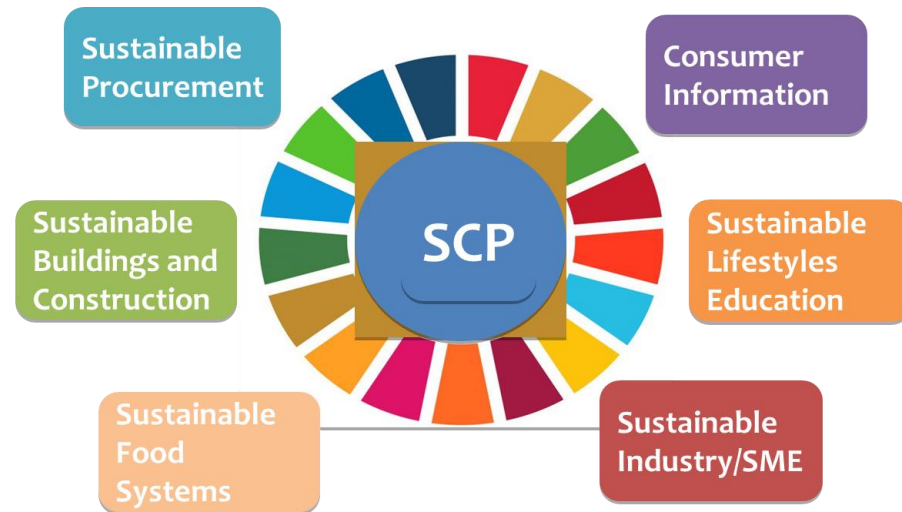 Sustainable
Procurement
Consumer
Information
Sustainable
Buildings and
Construction
SCP
Sustainable
Lifestyles
Education
Sustainable
Food
Systems
Sustainable
Industry/SME